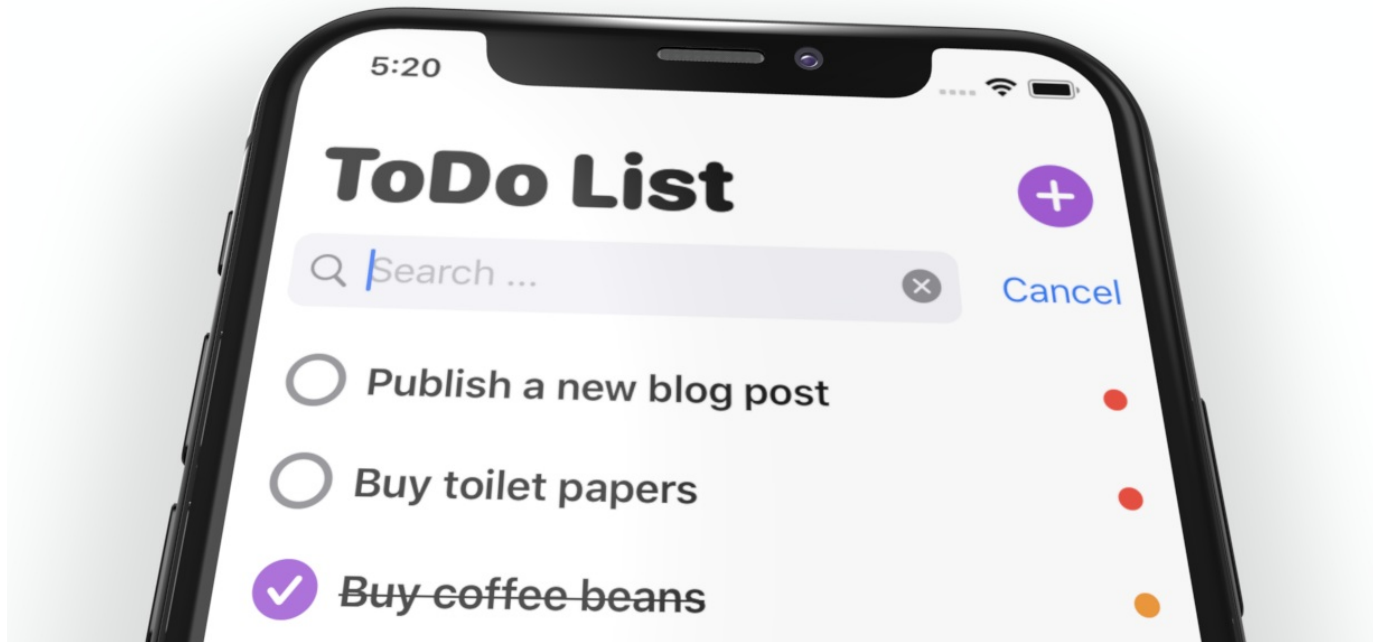 5:20
ToDo List
Search ...
Cancel
Publish a new blog post
Buy toilet papers
Buy coffee beans